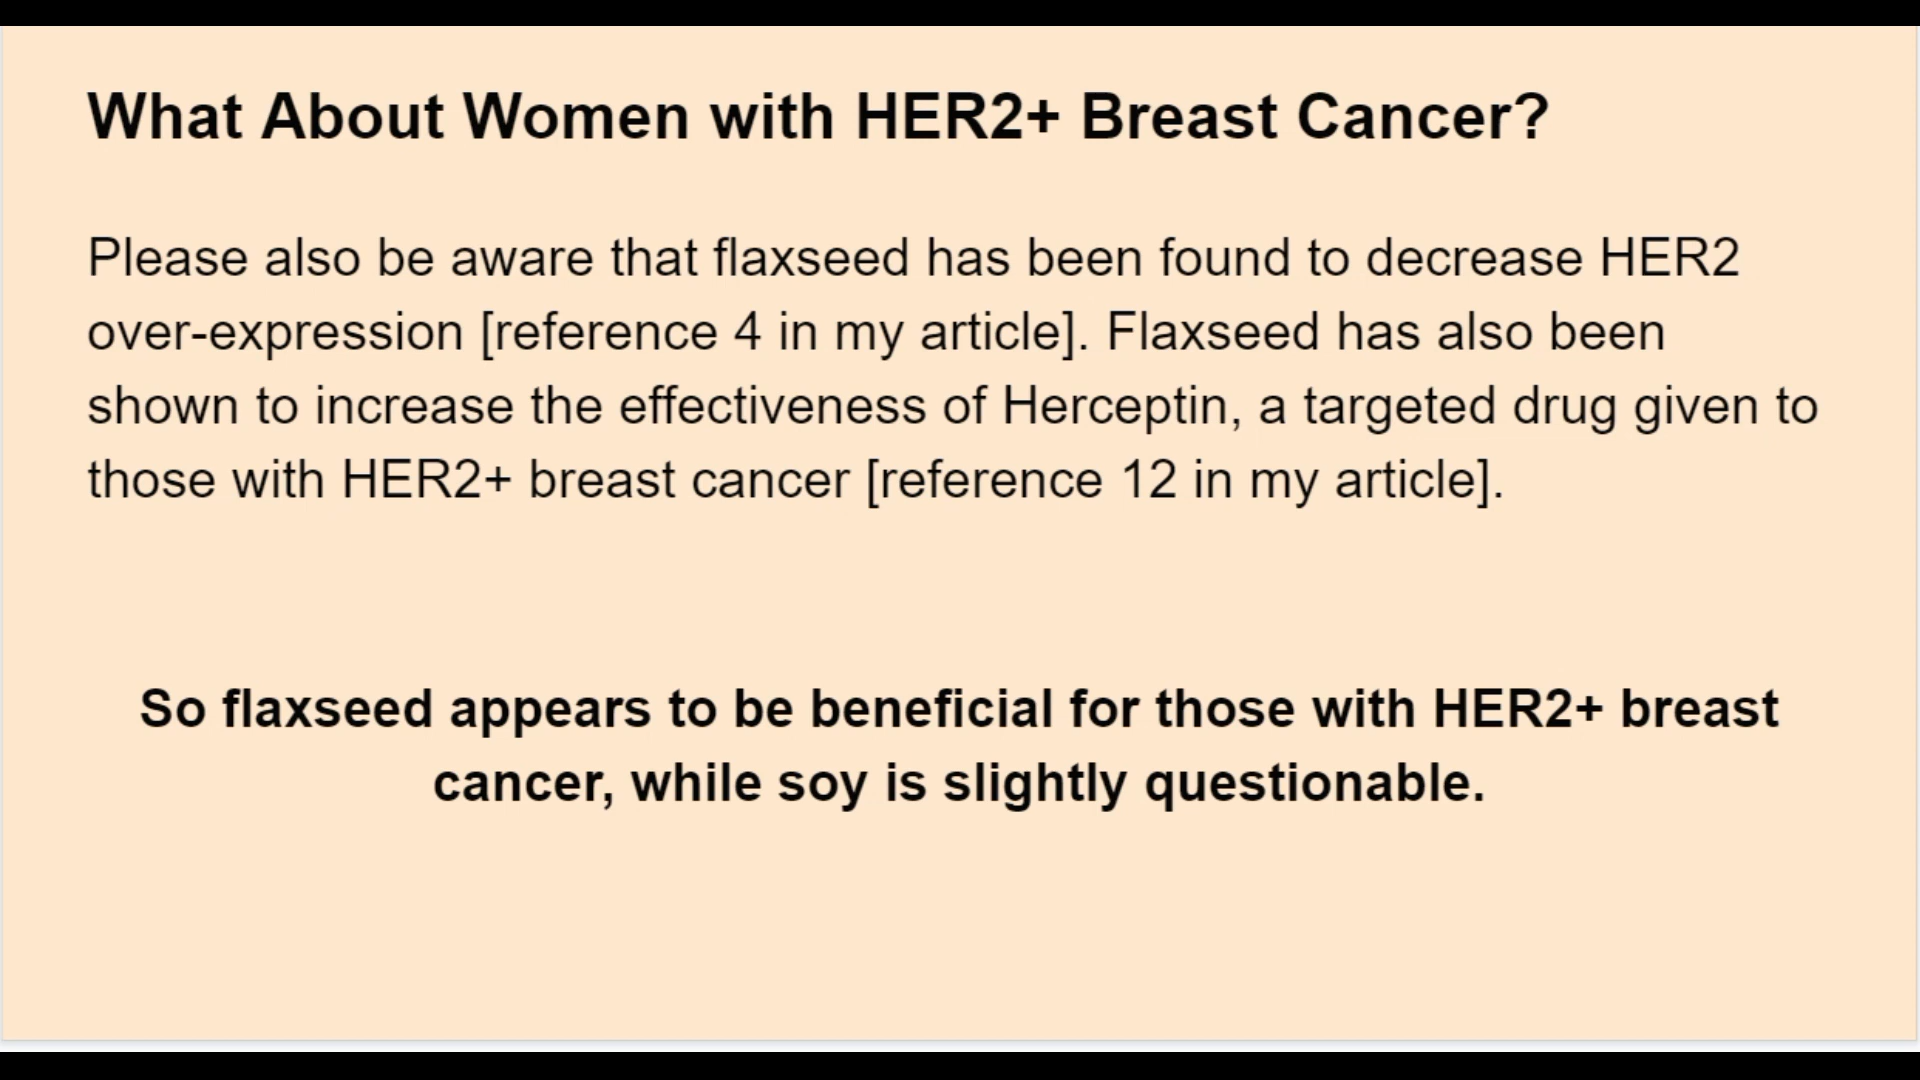 What About Women with HER2+ Breast Cancer?
Please also be aware that flaxseed has been found to decrease HER2
over-expression [reference 4 in my article]. Flaxseed has also been
shown to increase the effectiveness of Herceptin, a targeted drug given to
those with HER2+ breast cancer [reference 12 in my article].
So flaxseed appears to be beneficial for those with HER2+ breast
cancer, while soy is slightly questionable.